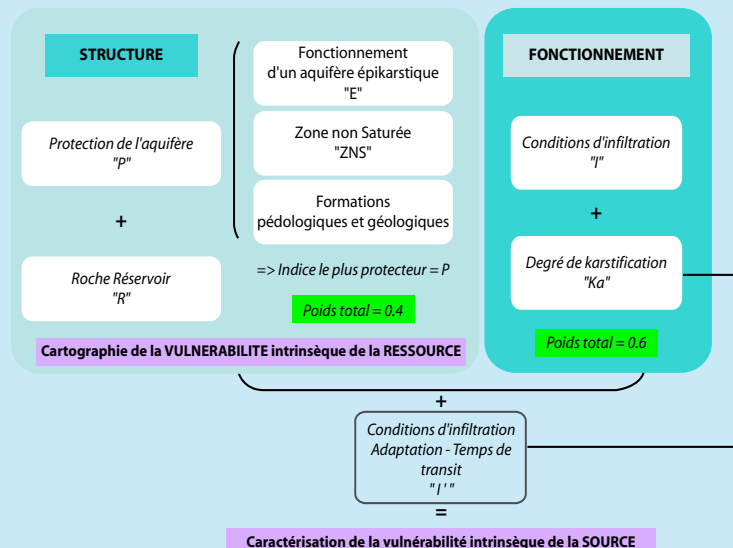 STRUCTURE
Protection de l'aquifère
"P"
+
Roche Réservoir
"R"
Fonctionnement
d'un aquifère épikarstique
"E"
Zone non Saturée
"ZNS"
Formations
pédologiques et géologiques
=> Indice le plus protecteur = P
Poids total = 0.4
Cartographie de la VULNERABILITE intrinsèque de la RESSOURCE
FONCTIONNEMENT
Conditions d'infiltration
"I"
+
Degré de karstification
"Ka"
Poids total = 0.6
+
Conditions d'infiltration
Adaptation - Temps de
transit
" I ' "
=
Caractérisation de la vulnérabilité intrinsèque de la SOURCE